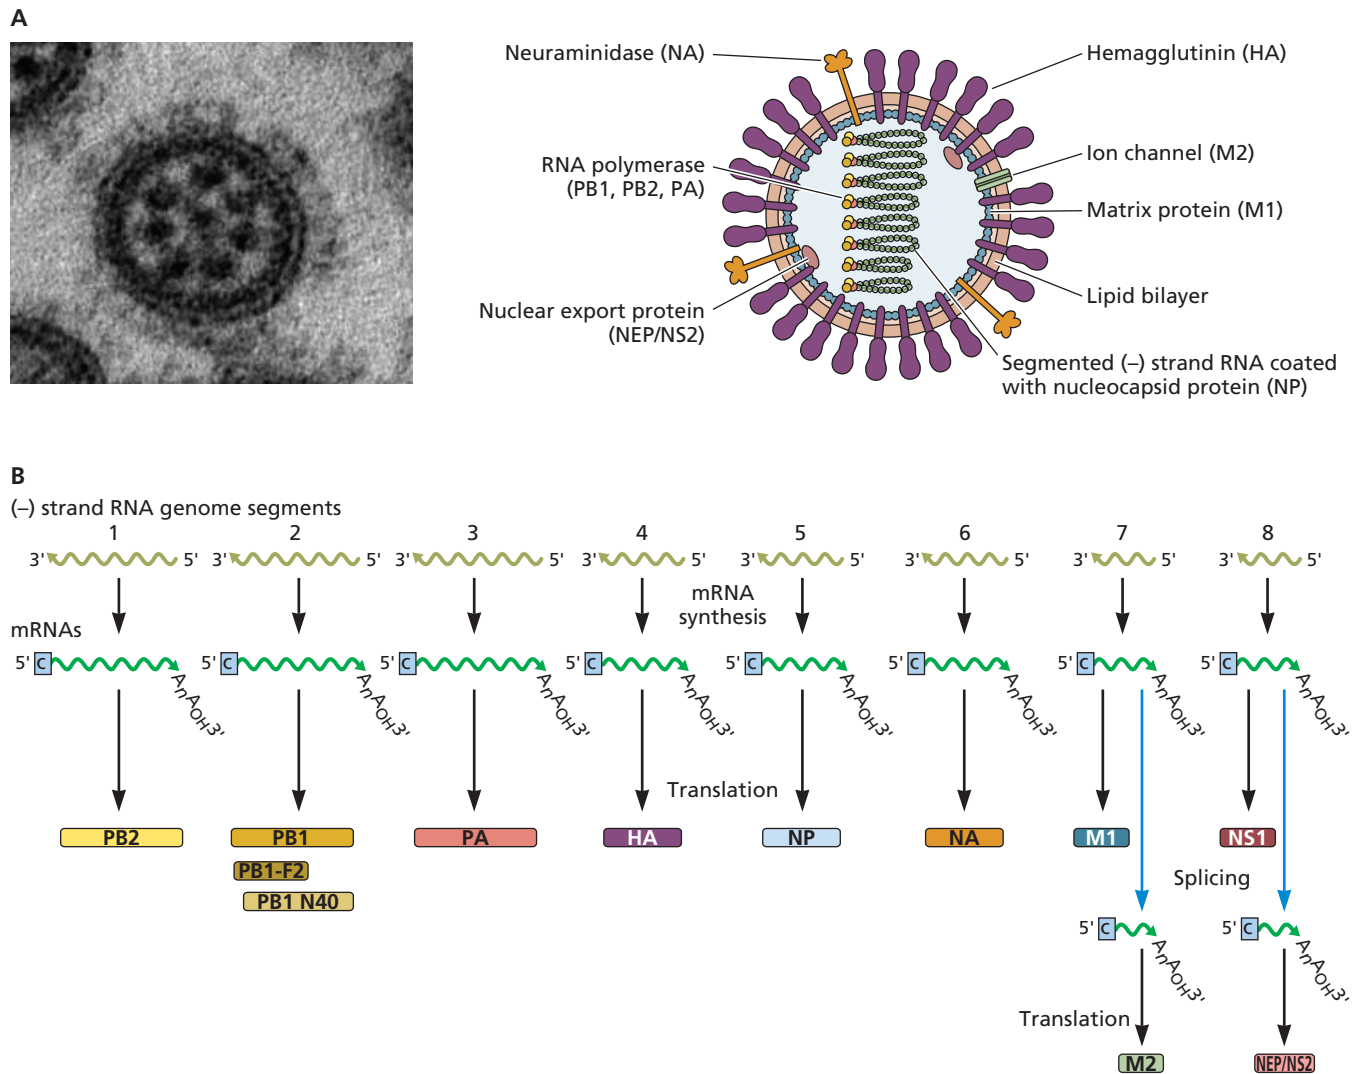 A
Neuraminidase (NA)
Hemagglutinin (HA)
RNA polymerase
(PB1, PB2, PA)
Ion channel (M2)
Matrix protein (M1)
Nuclear export protein
(NEP/NS2)
Lipid bilayer
Segmented (–) strand RNA coated
with nucleocapsid protein (NP)
B
(–) strand RNA genome segments
1 2 3 4 5 6 7 8
3' 5' 3' 5' 3' 5' 3' 5' 3' 5' 3' 5' 3' 5' 3' 5'
mRNA
synthesis
mRNAs
5' C AnAOH3' 5' C AnAOH3' 5' C AnAOH3' 5' C AnAOH3' 5' C AnAOH3' 5' C AnAOH3' 5' C AnAOH3' 5' C AnAOH3'
Translation
PB2 PB1 PA HA NP NA M1 NS1
PB1-F2
PB1 N40
Splicing
5' C AnAOH3' 5' C AnAOH3'
Translation
M2 NEP/NS2